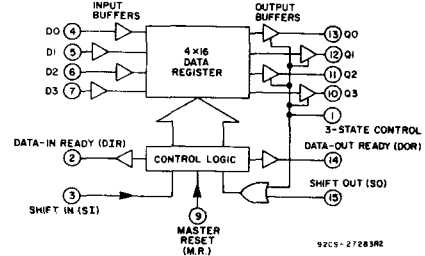 INPUT BUFFERS
OUTPUT BUFFERS
D0 4
D1 5
D2 6
D3 7
4×16 DATA REGISTER
13 Q0
12 Q1
11 Q2
10 Q3
1
3-STATE CONTROL
DATA-IN READY (DIR)
2
CONTROL LOGIC
DATA-OUT READY (DOR)
14
3
SHIFT IN (SI)
9
MASTER RESET (M.R.)
SHIFT OUT (SO)
15
92CS-27283R2